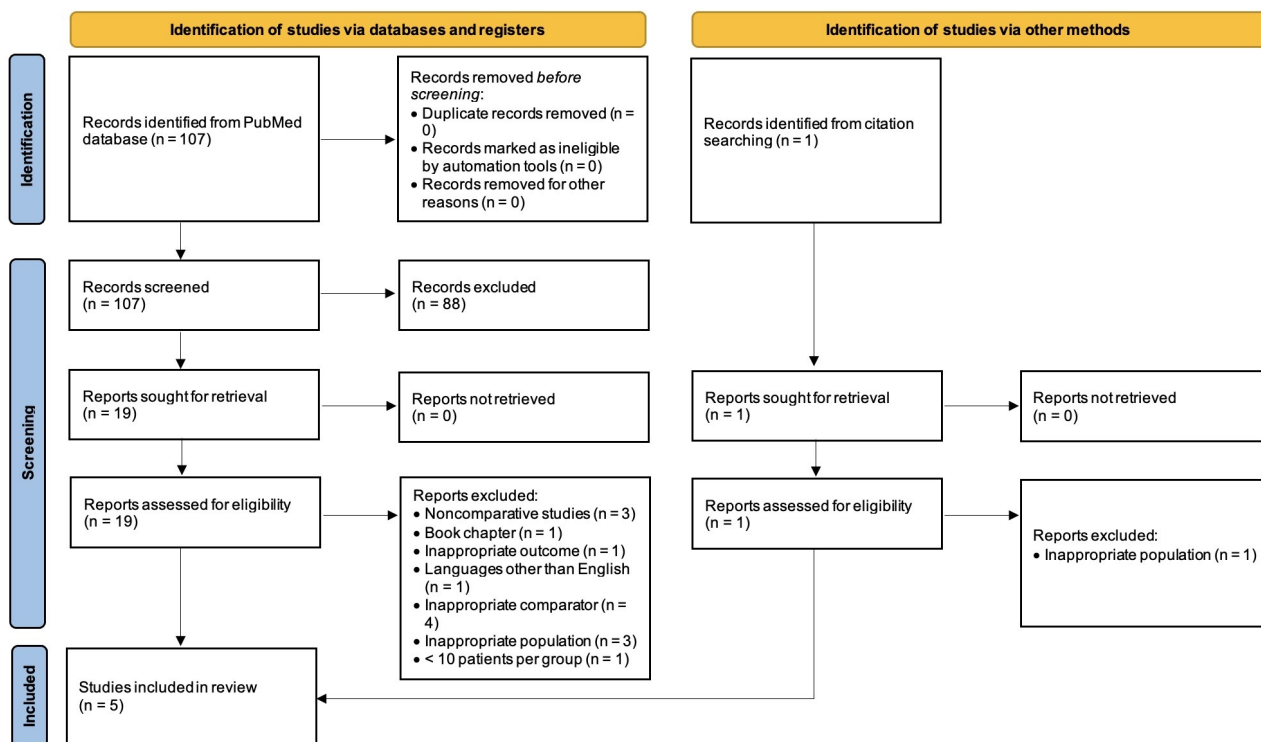 Identification of studies via databases and registers
Identification of studies via other methods
Identification
Records identified from PubMed
database (n = 107)
Records removed before
screening:
• Duplicate records removed (n =
0)
• Records marked as ineligible
by automation tools (n = 0)
• Records removed for other
reasons (n = 0)
Records identified from citation
searching (n = 1)
Screening
Records screened
(n = 107)
Records excluded
(n = 88)
Reports sought for retrieval
(n = 19)
Reports not retrieved
(n = 0)
Reports sought for retrieval
(n = 1)
Reports not retrieved
(n = 0)
Reports assessed for eligibility
(n = 19)
Reports excluded:
• Noncomparative studies (n = 3)
• Book chapter (n = 1)
• Inappropriate outcome (n = 1)
• Languages other than English
(n = 1)
• Inappropriate comparator (n =
4)
• Inappropriate population (n = 3)
• < 10 patients per group (n = 1)
Reports assessed for eligibility
(n = 1)
Reports excluded:
• Inappropriate population (n = 1)
Included
Studies included in review
(n = 5)